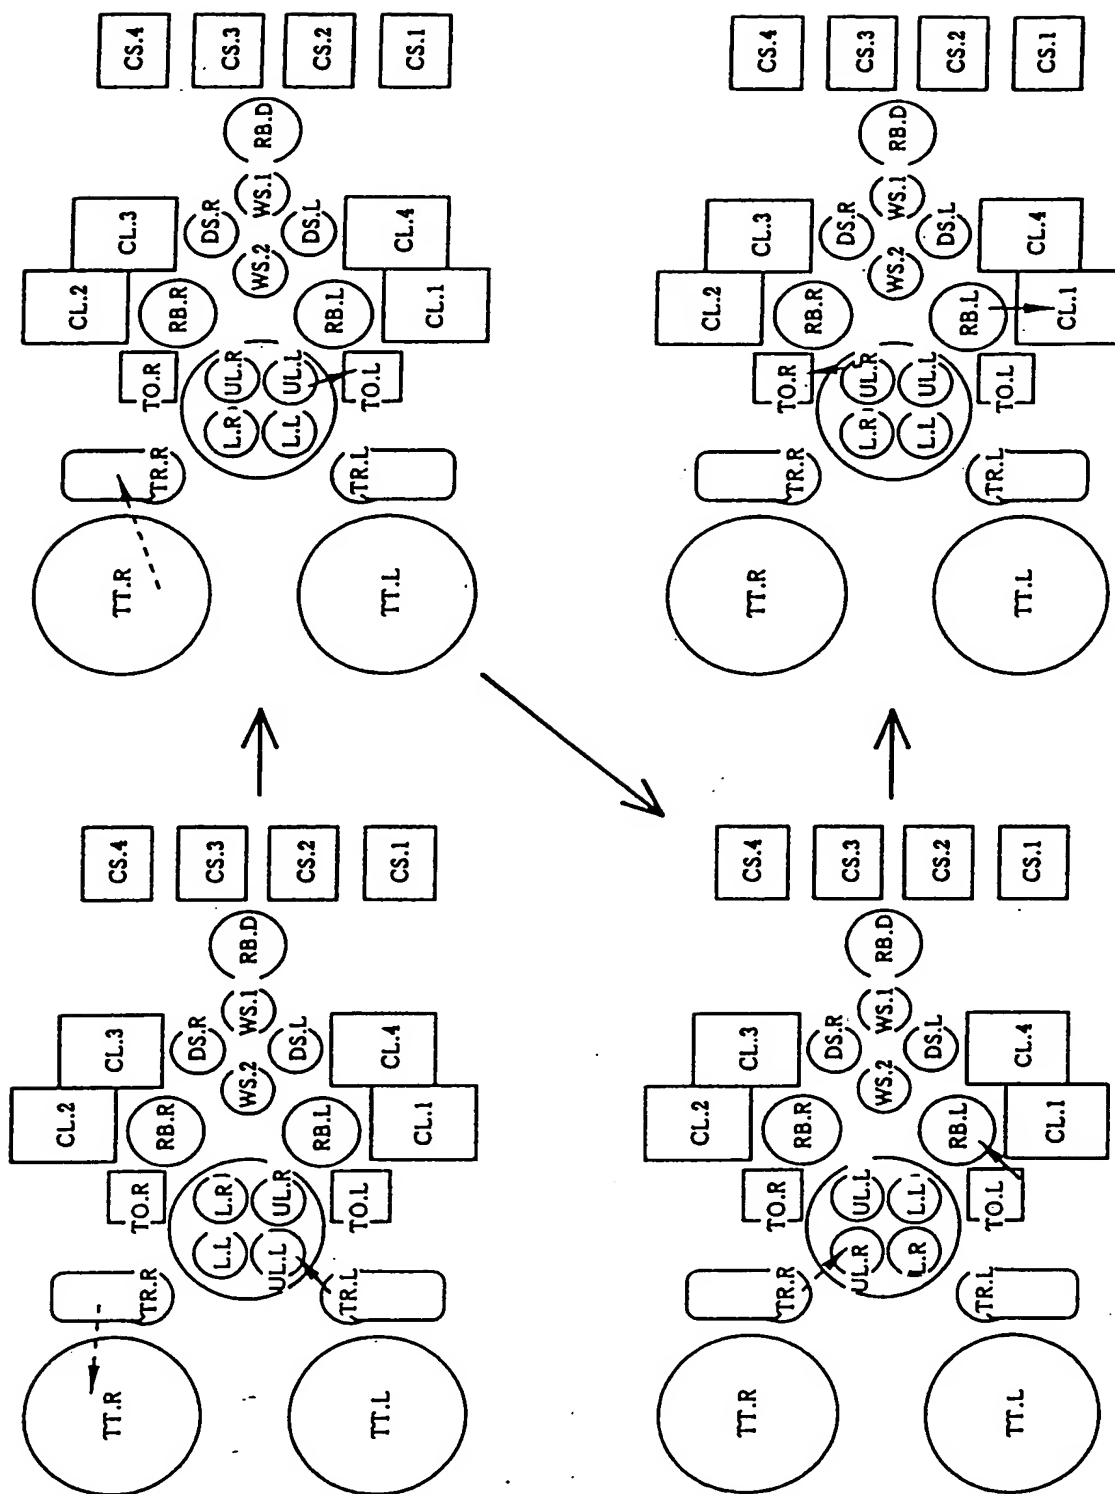 TT.R
TR.R
TO.R
CL.2
CL.3
CS.4
L.L
L.R
RB.R
DS.R
CS.3
WS.2
WS.1
RB.D
UL.L
UL.R
RB.L
DS.L
CS.2
TT.L
TR.L
TO.L
CL.1
CL.4
CS.1
TT.R
TR.R
TO.R
CL.2
CL.3
CS.4
L.R
UL.R
RB.R
DS.R
CS.3
WS.2
WS.1
RB.D
L.L
UL.L
RB.L
DS.L
CS.2
TT.L
TR.L
TO.L
CL.1
CL.4
CS.1
TT.R
TR.R
TO.R
CL.2
CL.3
CS.4
UL.R
UL.L
RB.R
DS.R
CS.3
WS.2
WS.1
RB.D
L.R
L.L
RB.L
DS.L
CS.2
TT.L
TR.L
TO.L
CL.1
CL.4
CS.1
TT.R
TR.R
TO.R
CL.2
CL.3
CS.4
L.R
UL.R
RB.R
DS.R
CS.3
WS.2
WS.1
RB.D
L.L
UL.L
RB.L
DS.L
CS.2
TT.L
TR.L
TO.L
CL.1
CL.4
CS.1